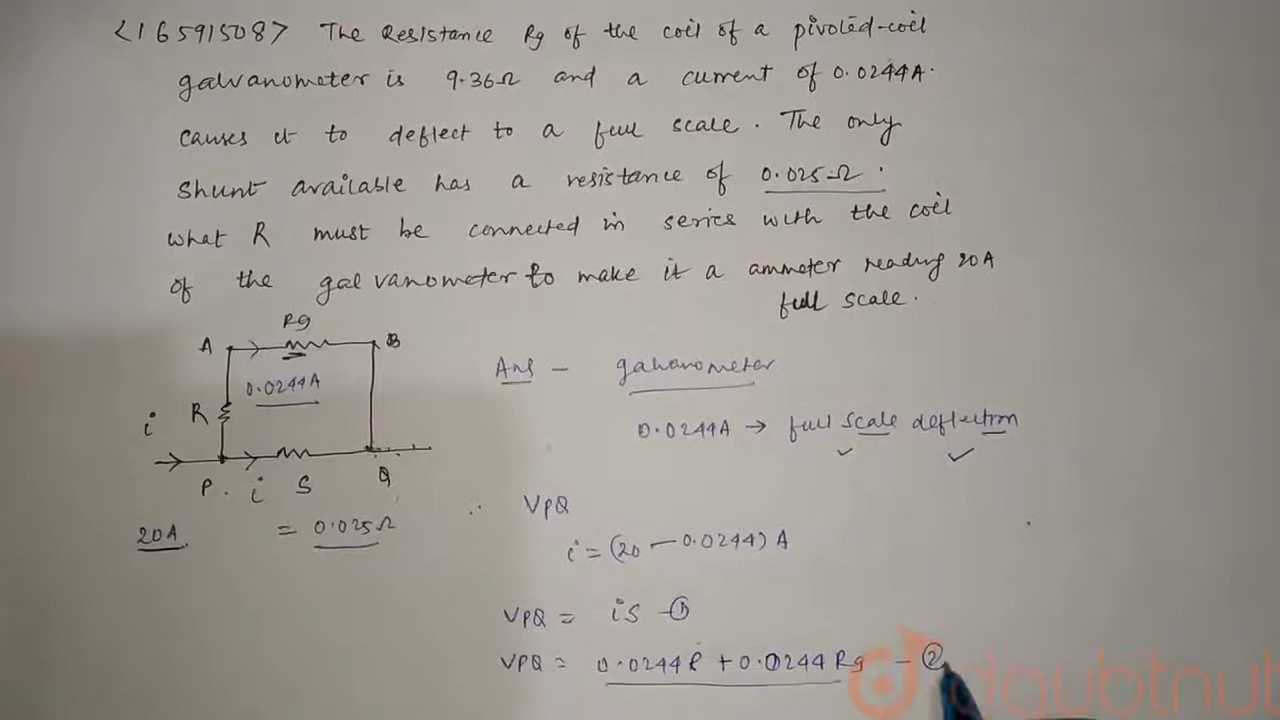 <16591508> The Resistance Rg of the coil of a pivoted-coil
galvanometer is 9.36Ω and a current of 0.0244A.
causes it to deflect to a full scale. The only
shunt available has a resistance of 0.025Ω.
what R must be connected in series with the coil
of the galvanometer to make it a ammeter reading 20A
full scale.
Rg
A B
0.0244A
R
i
P. i S Q
20A = 0.025Ω
Ans - galvanometer
0.0244A → full scale deflection
∴ VPQ
i = (20 - 0.0244) A
VPQ = iS - ①
VPQ = 0.0244R + 0.0244 Rg - ②
doubtnut